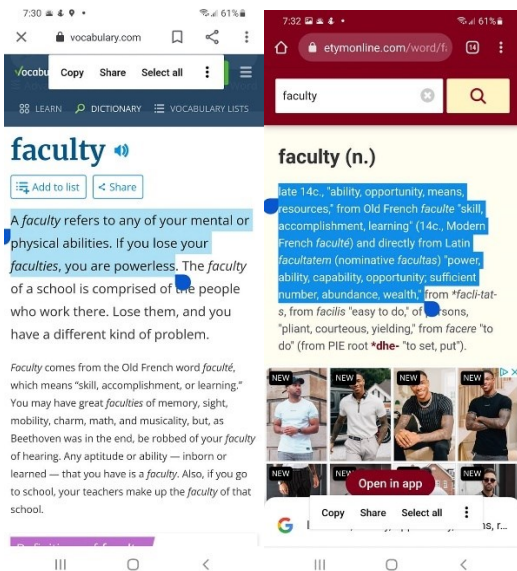 7:30
61%
vocabulary.com
Vocabu
Copy Share Select all
LEARN DICTIONARY VOCABULARY LISTS
faculty
Add to list
Share
A faculty refers to any of your mental or
physical abilities. If you lose your
faculties, you are powerless. The faculty
of a school is comprised of the people
who work there. Lose them, and you
have a different kind of problem.
Faculty comes from the Old French word faculté,
which means “skill, accomplishment, or learning.”
You may have great faculties of memory, sight,
mobility, charm, math, and musicality, but, as
Beethoven was in the end, be robbed of your faculty
of hearing. Any aptitude or ability — inborn or
learned — that you have is a faculty. Also, if you go
to school, your teachers make up the faculty of that
school.
7:32
61%
etymonline.com/word/f
14
faculty
faculty (n.)
late 14c., "ability, opportunity, means,
resources," from Old French faculte "skill,
accomplishment, learning" (14c., Modern
French faculté) and directly from Latin
facultatem (nominative facultas) "power,
ability, capability, opportunity; sufficient
number, abundance, wealth," from *facli-tat-
s, from facilis "easy to do," of persons,
"pliant, courteous, yielding," from facere "to
do" (from PIE root *dhe- "to set, put").
NEW NEW NEW NEW
NEW NEW NEW
Open in app
Copy Share Select all